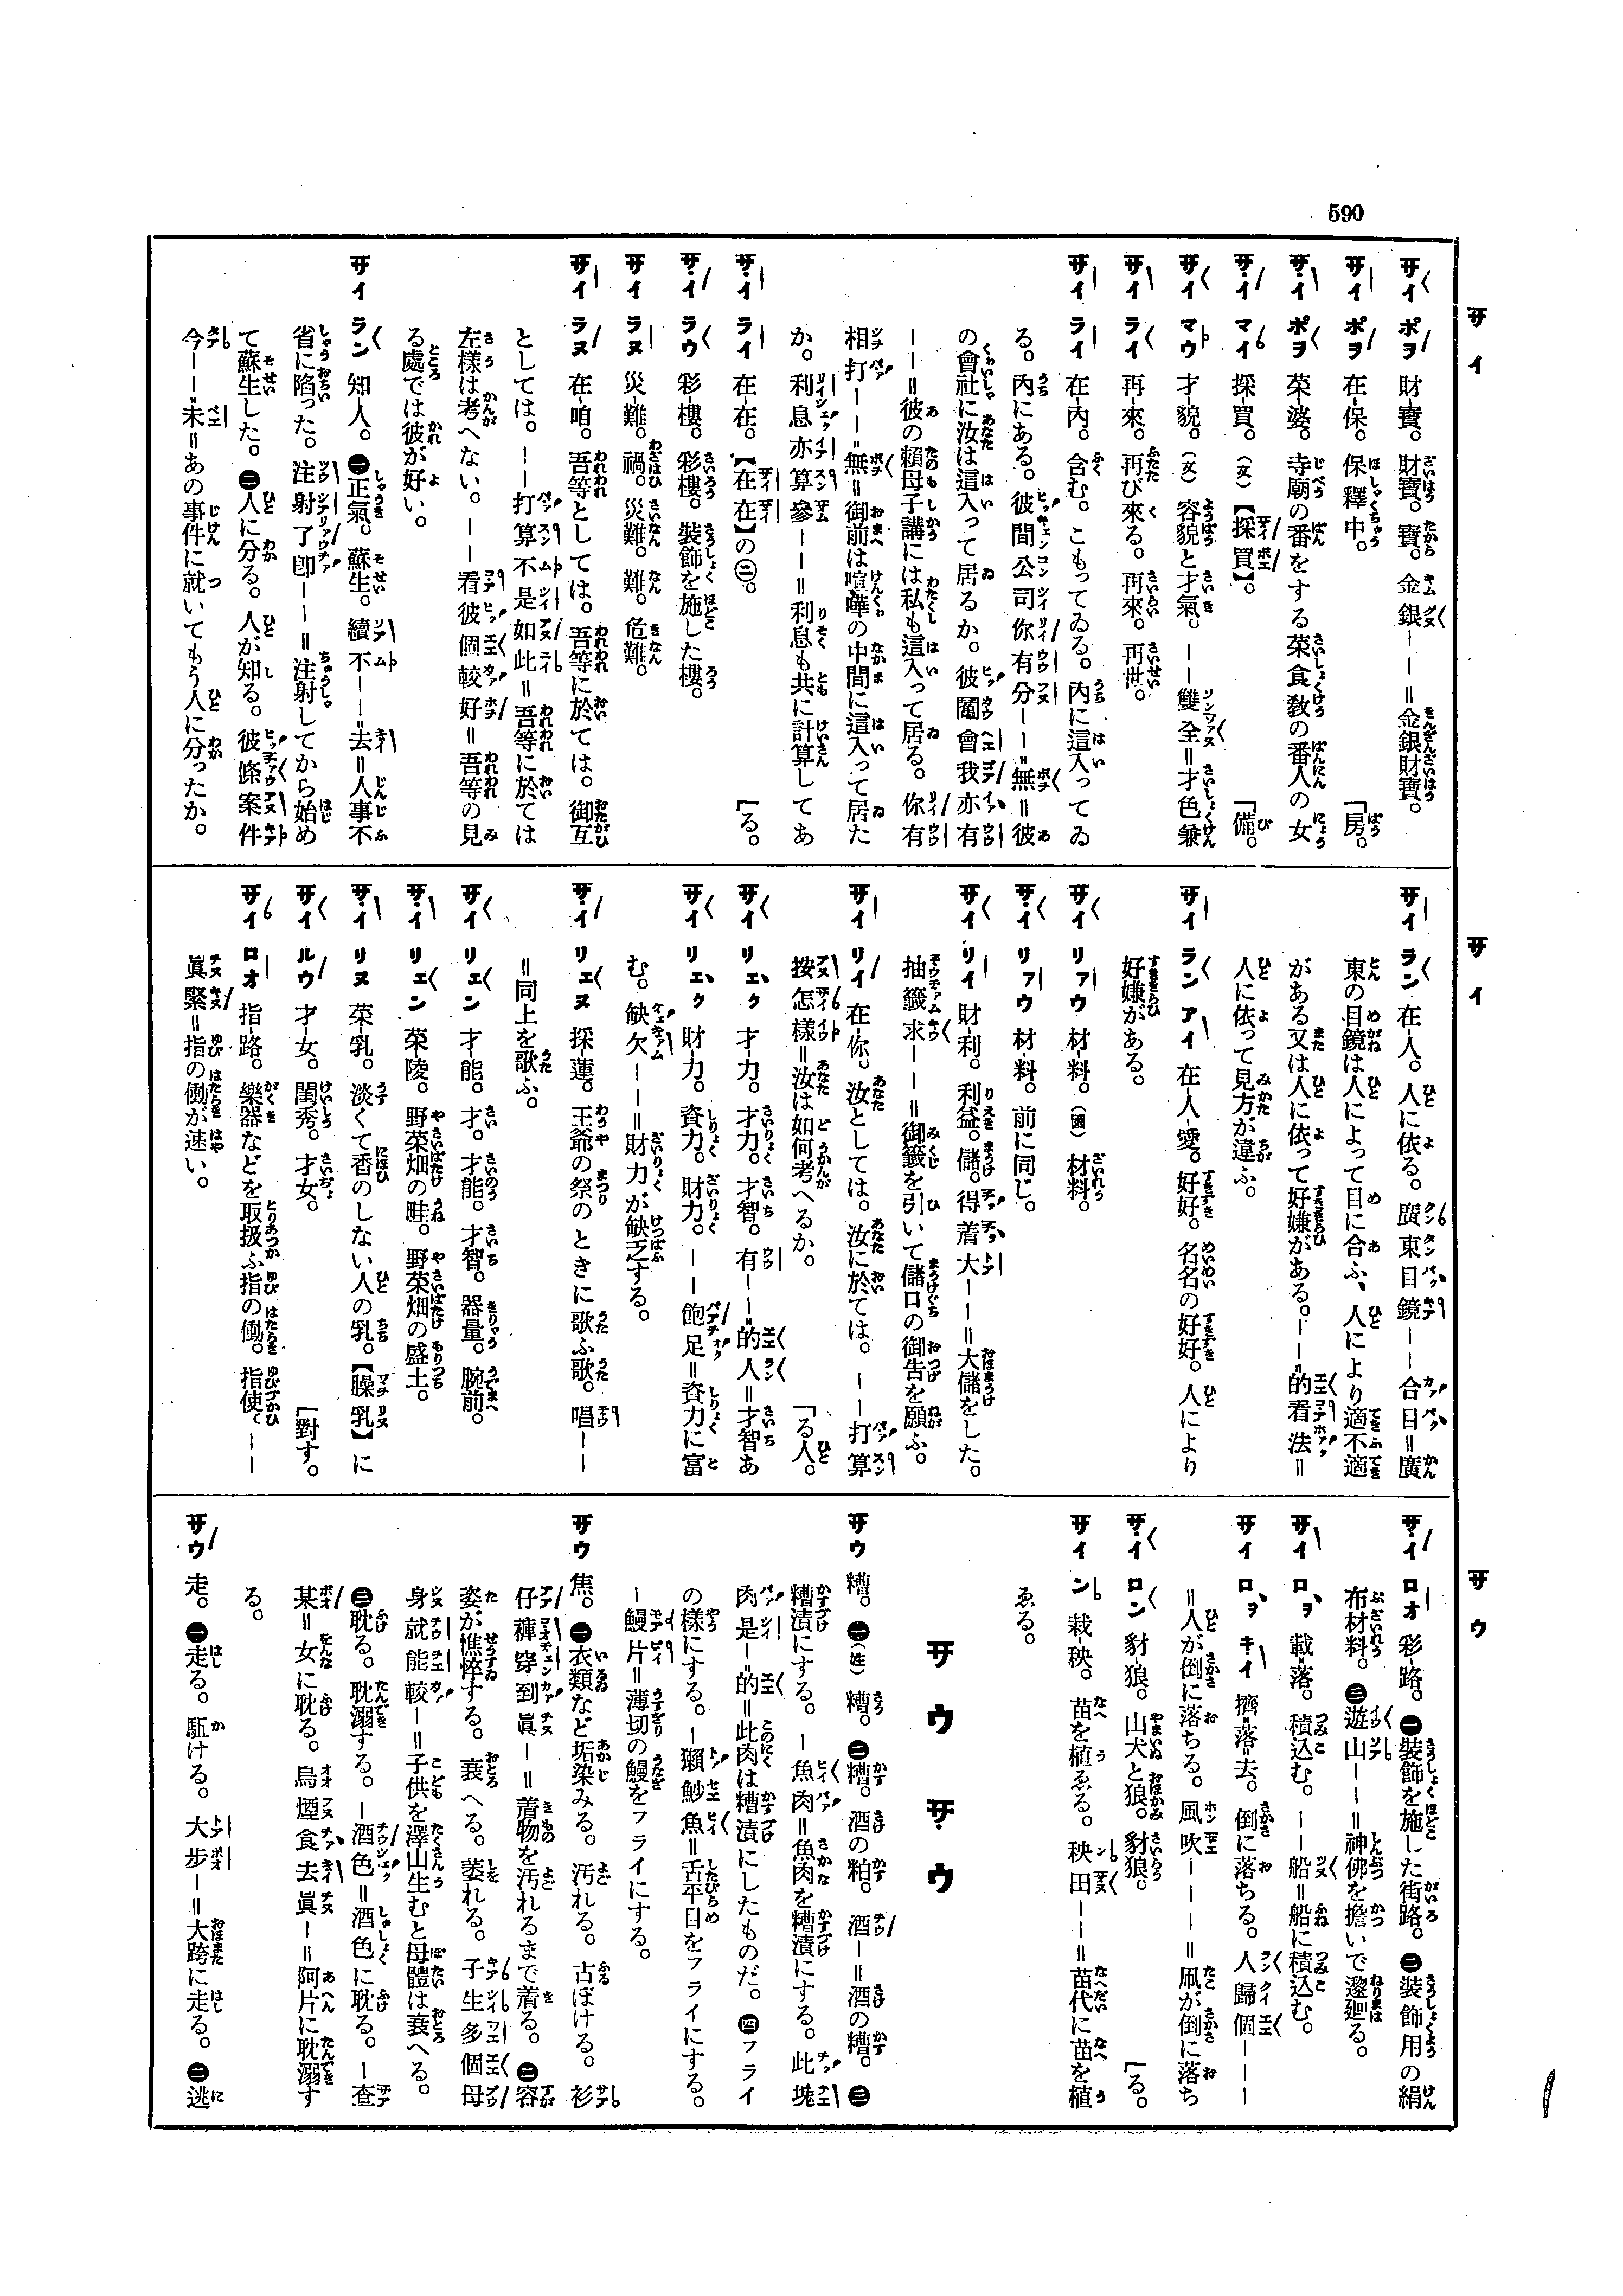 590
サイ
サイ ポヲ 財-寶。財寶。寶。金銀－－＝金銀財寶。
サイ ポヲ 在-保。保釋中。「房。
サイ ポヲ 菜-婆。寺廟の番をする菜食教の番人の女
サイ マイ 採-買。(文)【採買】。「備。
サイ マウ 才-貌。(文)容貌と才氣。－－雙全＝才色兼
サイ ライ 再-來。再び來る。再來。再世。
サイ ライ 在-內。含む。こもってゐる。內に這入ってゐ
る。內にある。彼間公司你有分－－無＝彼
の會社に汝は這入って居るか。彼鬮會我亦有
－－＝彼の賴母子講には私も這入って居る。你有
相打－－無＝御前は喧嘩の中間に這入って居た
か。利息亦算參－－＝利息も共に計算してあ
サイ ライ 在-在。【在在】の㊁。「る。
サイ ラウ 彩-樓。彩樓。裝飾を施した樓。
サイ ラヌ 災-難。禍。災難。難。危難。
サイ ラヌ 在-咱。吾等としては。吾等に於ては。御互
としては。－－打算不是如此＝吾等に於ては
左樣は考へない。－－看彼個較好＝吾等の見
る處では彼が好い。
サイ ラン 知人。㊀正氣。蘇生。續不－－去＝人事不
省に陷った。注射了卽－－＝注射してから始め
て蘇生した。㊁人に分る。人が知る。彼條案件
今－－未＝あの事件に就いてもう人に分ったか。
サイ
サイ ラン 在-人。人に依る。廣東目鏡－－合目＝廣
東の目鏡は人によって目に合ふ、人により適不適
がある又は人に依って好嫌がある。－－的看法＝
人に依って見方が違ふ。
サイ ラン アイ 在人-愛。好好。名名の好好。人により
好嫌がある。
サイ リァウ 材-料。(國)材料。
サイ リァウ 材-料。前に同じ。
サイ リイ 財-利。利益。儲。得着大－－＝大儲をした。
抽籤求－－＝御籤を引いて儲口の御吿を願ふ。
サイ リイ 在-你。汝としては。汝に於ては。－－打算
按怎樣＝汝は如何考へるか。「る人。
サイ リェク 才-力。才力。才智。有－－的人＝才智あ
サイ リェク 財-力。資力。財力。－－飽足＝資力に富
む。缺欠－－＝財力が缺乏する。
サイ リェヌ 採-蓮。王爺の祭のときに歌ふ歌。唱－－
＝同上を歌ふ。
サイ リェン 才-能。才。才能。才智。器量。腕前。
サイ リェン 菜-陵。野菜畑の畦。野菜畑の盛土。
サイ リヌ 菜-乳。淡くて香のしない人の乳。【臊乳】に
サイ ルウ 才-女。閨秀。才女。「對す。
サイ ロオ 指-路。樂器などを取扱ふ指の働。指使。－－
眞緊＝指の働が速い。
サウ
サイ ロオ 彩-路。㊀裝飾を施した街路。㊁裝飾用の絹
布材料。㊂遊山－－＝神佛を擔いで邌廻る。
サイ ロヲ 載-落。積込む。－－船＝船に積込む。
サイ ロヲ キイ 擠-落-去。倒に落ちる。人歸個－－－
＝人が倒に落ちる。風吹－－－＝凧が倒に落ち
サイ ロン 豺-狼。山犬と狼。豺狼。「る。
サイ ン 栽-秧。苗を植ゑる。秧田－－＝苗代に苗を植
ゑる。
サウ サウ
サウ 糟。㊀(姓)糟。㊁糟。酒の粕。酒－＝酒の糟。㊂
糟漬にする。－魚肉＝魚肉を糟漬にする。此塊
肉是－的＝此肉は糟漬にしたものだ。㊃フライ
の樣にする。－獺魦魚＝舌平目をフライにする。
－鰻片＝薄切の鰻をフライにする。
サウ 焦。㊀衣類など垢染みる。汚れる。古ぼける。衫
仔褲穿到眞－＝着物を汚れるまで着る。㊁容
姿が憔悴する。衰へる。萎れる。子生多個母
身就能較－＝子供を澤山生むと母體は衰へる。
㊂耽る。耽溺する。－酒色＝酒色に耽る。－查
某＝女に耽る。烏煙食去眞－＝阿片に耽溺す
る。
サウ 走。㊀走る。駈ける。大步－＝大跨に走る。㊁逃